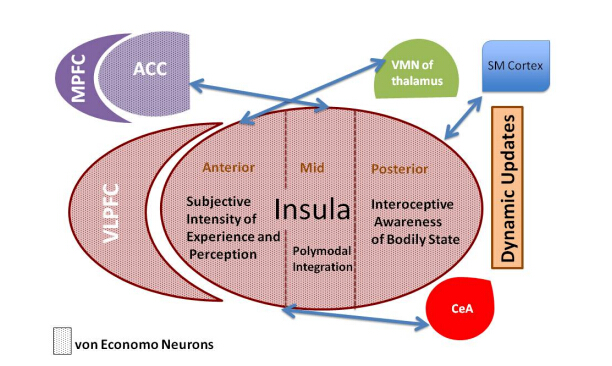 MPFC
ACC
VMN of
thalamus
SM Cortex
VLPFC
Anterior
Mid
Posterior
Subjective
Intensity of
Experience and
Perception
Insula
Polymodal
Integration
Interoceptive
Awareness
of Bodily State
Dynamic Updates
CeA
von Economo Neurons